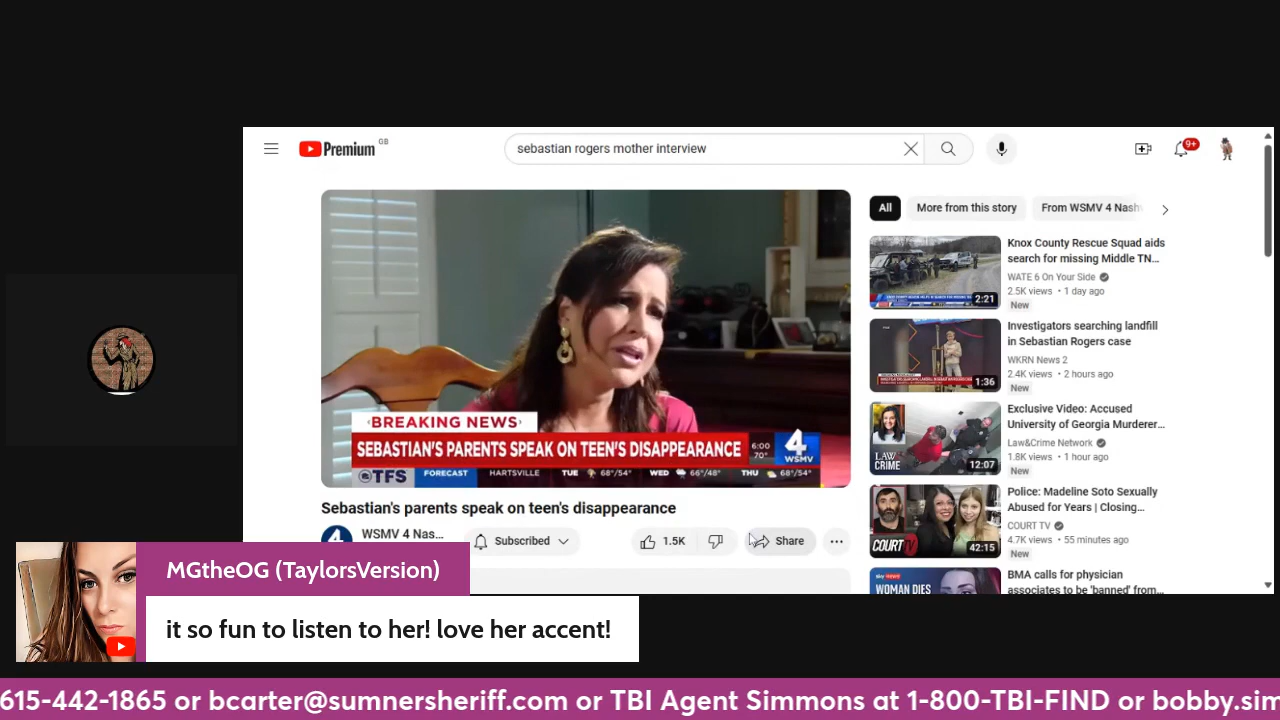 Premium GB
sebastian rogers mother interview
9+
BREAKING NEWS
SEBASTIAN'S PARENTS SPEAK ON TEEN'S DISAPPEARANCE
6:00
70°
4
WSMV
TFS
FORECAST
HARTSVILLE
TUE 68°/54°
WED 66°/48°
THU 68°/54°
Sebastian's parents speak on teen's disappearance
WSMV 4 Nas...
Subscribed
1.5K
Share
All
More from this story
From WSMV 4 Nash
2:21
Knox County Rescue Squad aids
search for missing Middle TN...
WATE 6 On Your Side
2.5K views • 1 day ago
New
1:36
Investigators searching landfill
in Sebastian Rogers case
WKRN News 2
2.4K views • 2 hours ago
New
LAW
CRIME
12:07
Exclusive Video: Accused
University of Georgia Murderer...
Law&Crime Network
1.8K views • 1 hour ago
New
COURT
42:15
Police: Madeline Soto Sexually
Abused for Years | Closing...
COURT TV
4.7K views • 55 minutes ago
New
sky news
WOMAN DIES
BMA calls for physician
associates to be 'banned' from...
MGtheOG (TaylorsVersion)
it so fun to listen to her! love her accent!
615-442-1865 or bcarter@sumnersheriff.com or TBI Agent Simmons at 1-800-TBI-FIND or bobby.sim